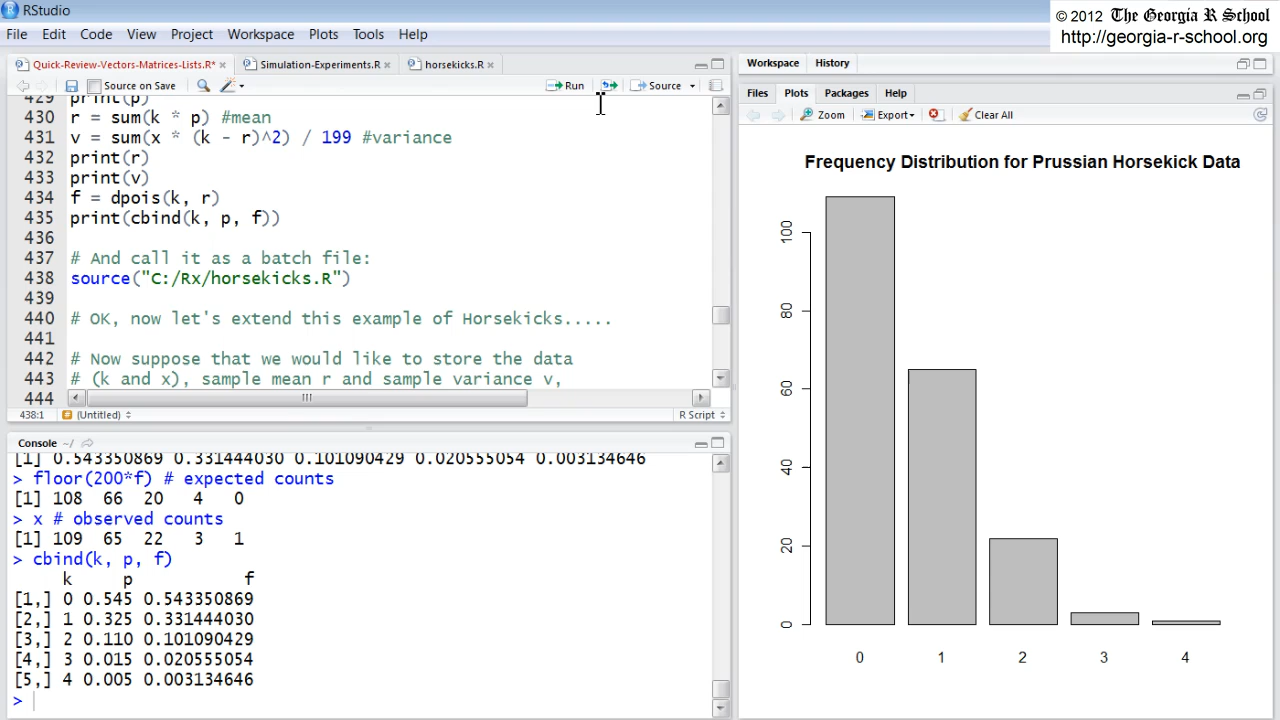 RStudio
© 2012 The Georgia R School
http://georgia-r-school.org
File Edit Code View Project Workspace Plots Tools Help
Quick-Review-Vectors-Matrices-Lists.R* × Simulation-Experiments.R × horsekicks.R ×
Source on Save Run Source
429 print(p)
430 r = sum(k * p) #mean
431 v = sum(x * (k - r)^2) / 199 #variance
432 print(r)
433 print(v)
434 f = dpois(k, r)
435 print(cbind(k, p, f))
436
437 # And call it as a batch file:
438 source("C:/Rx/horsekicks.R")
439
440 # OK, now let's extend this example of Horsekicks.....
441
442 # Now suppose that we would like to store the data
443 # (k and x), sample mean r and sample variance v,
444
438:1 (Untitled) R Script
Console ~/
[1] 0.543350869 0.331444030 0.101090429 0.020555054 0.003134646
> floor(200*f) # expected counts
[1] 108 66 20 4 0
> x # observed counts
[1] 109 65 22 3 1
> cbind(k, p, f)
k p f
[1,] 0 0.545 0.543350869
[2,] 1 0.325 0.331444030
[3,] 2 0.110 0.101090429
[4,] 3 0.015 0.020555054
[5,] 4 0.005 0.003134646
>
Workspace History
Files Plots Packages Help
Zoom Export Clear All
Frequency Distribution for Prussian Horsekick Data
100
80
60
40
20
0
0 1 2 3 4